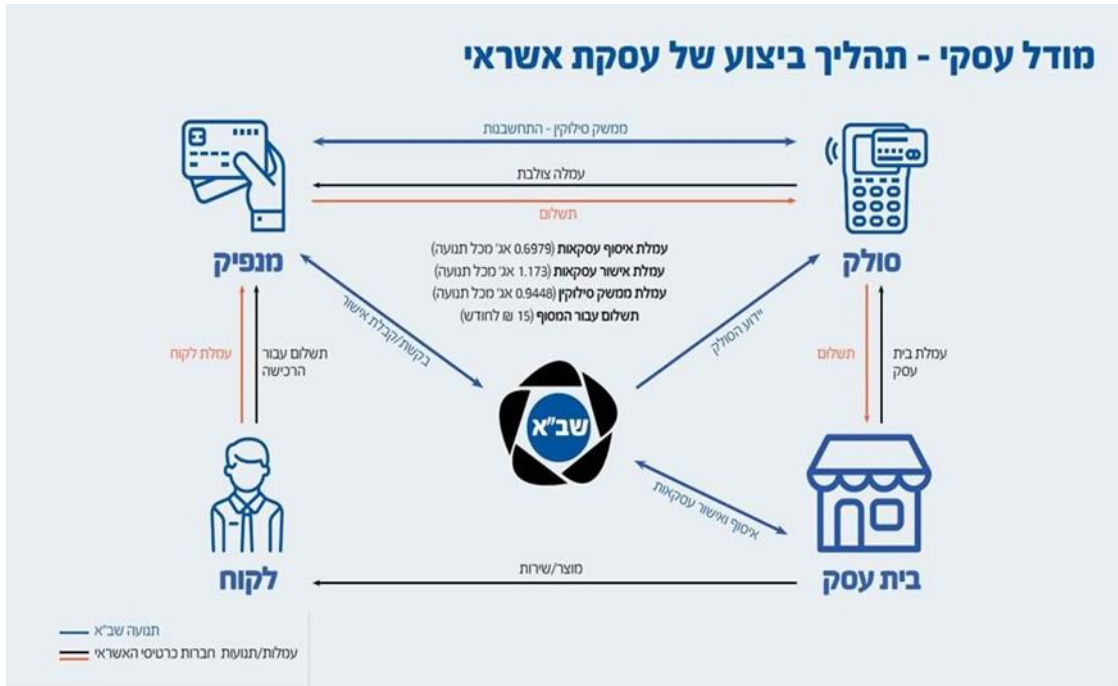 מודל עסקי - תהליך ביצוע של עסקת אשראי
ממשק סילוקין - התחשבנות
עמלה צולבת
תשלום
עמלת איסוף עסקאות (0.6979 אג' מכל תנועה)
עמלת אישור עסקאות (1.173 אג' מכל תנועה)
עמלת ממשק סילוקין (0.9448 אג' מכל תנועה)
תשלום עבור המסוף (15 ₪ לחודש)
סולק
מנפיק
יידוע הסולק
בקשת/קבלת אישור
עמלת בית
עסק
תשלום
תשלום עבור
הרכישה
עמלת לקוח
שב"א
איסוף ואישור עסקאות
מוצר/שירות
בית עסק
לקוח
תנועה שב"א
עמלות/תנועות חברות כרטיסי האשראי